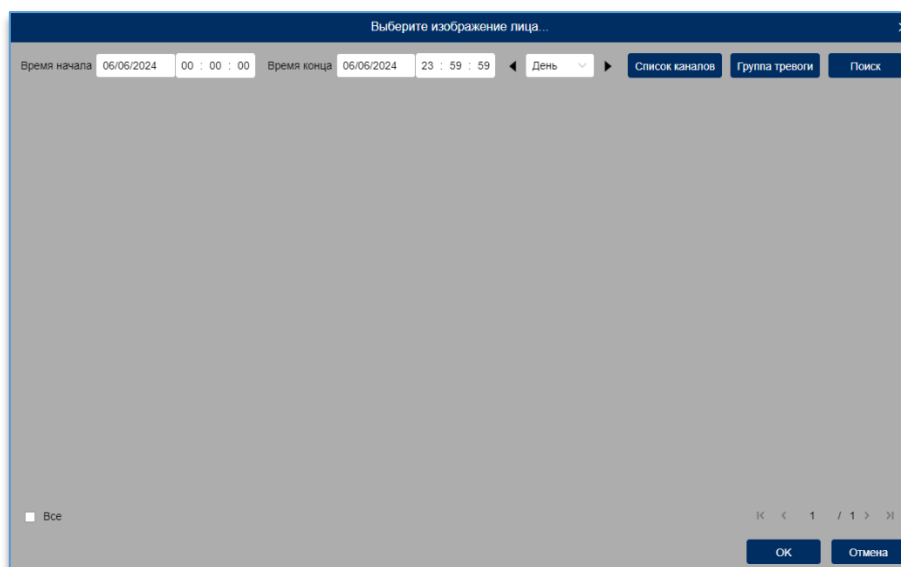 Выберите изображение лица...
Время начала 06/06/2024 00 : 00 : 00 Время конца 06/06/2024 23 : 59 : 59 День Список каналов Группа тревоги Поиск
Все 1 / 1
OK Отмена